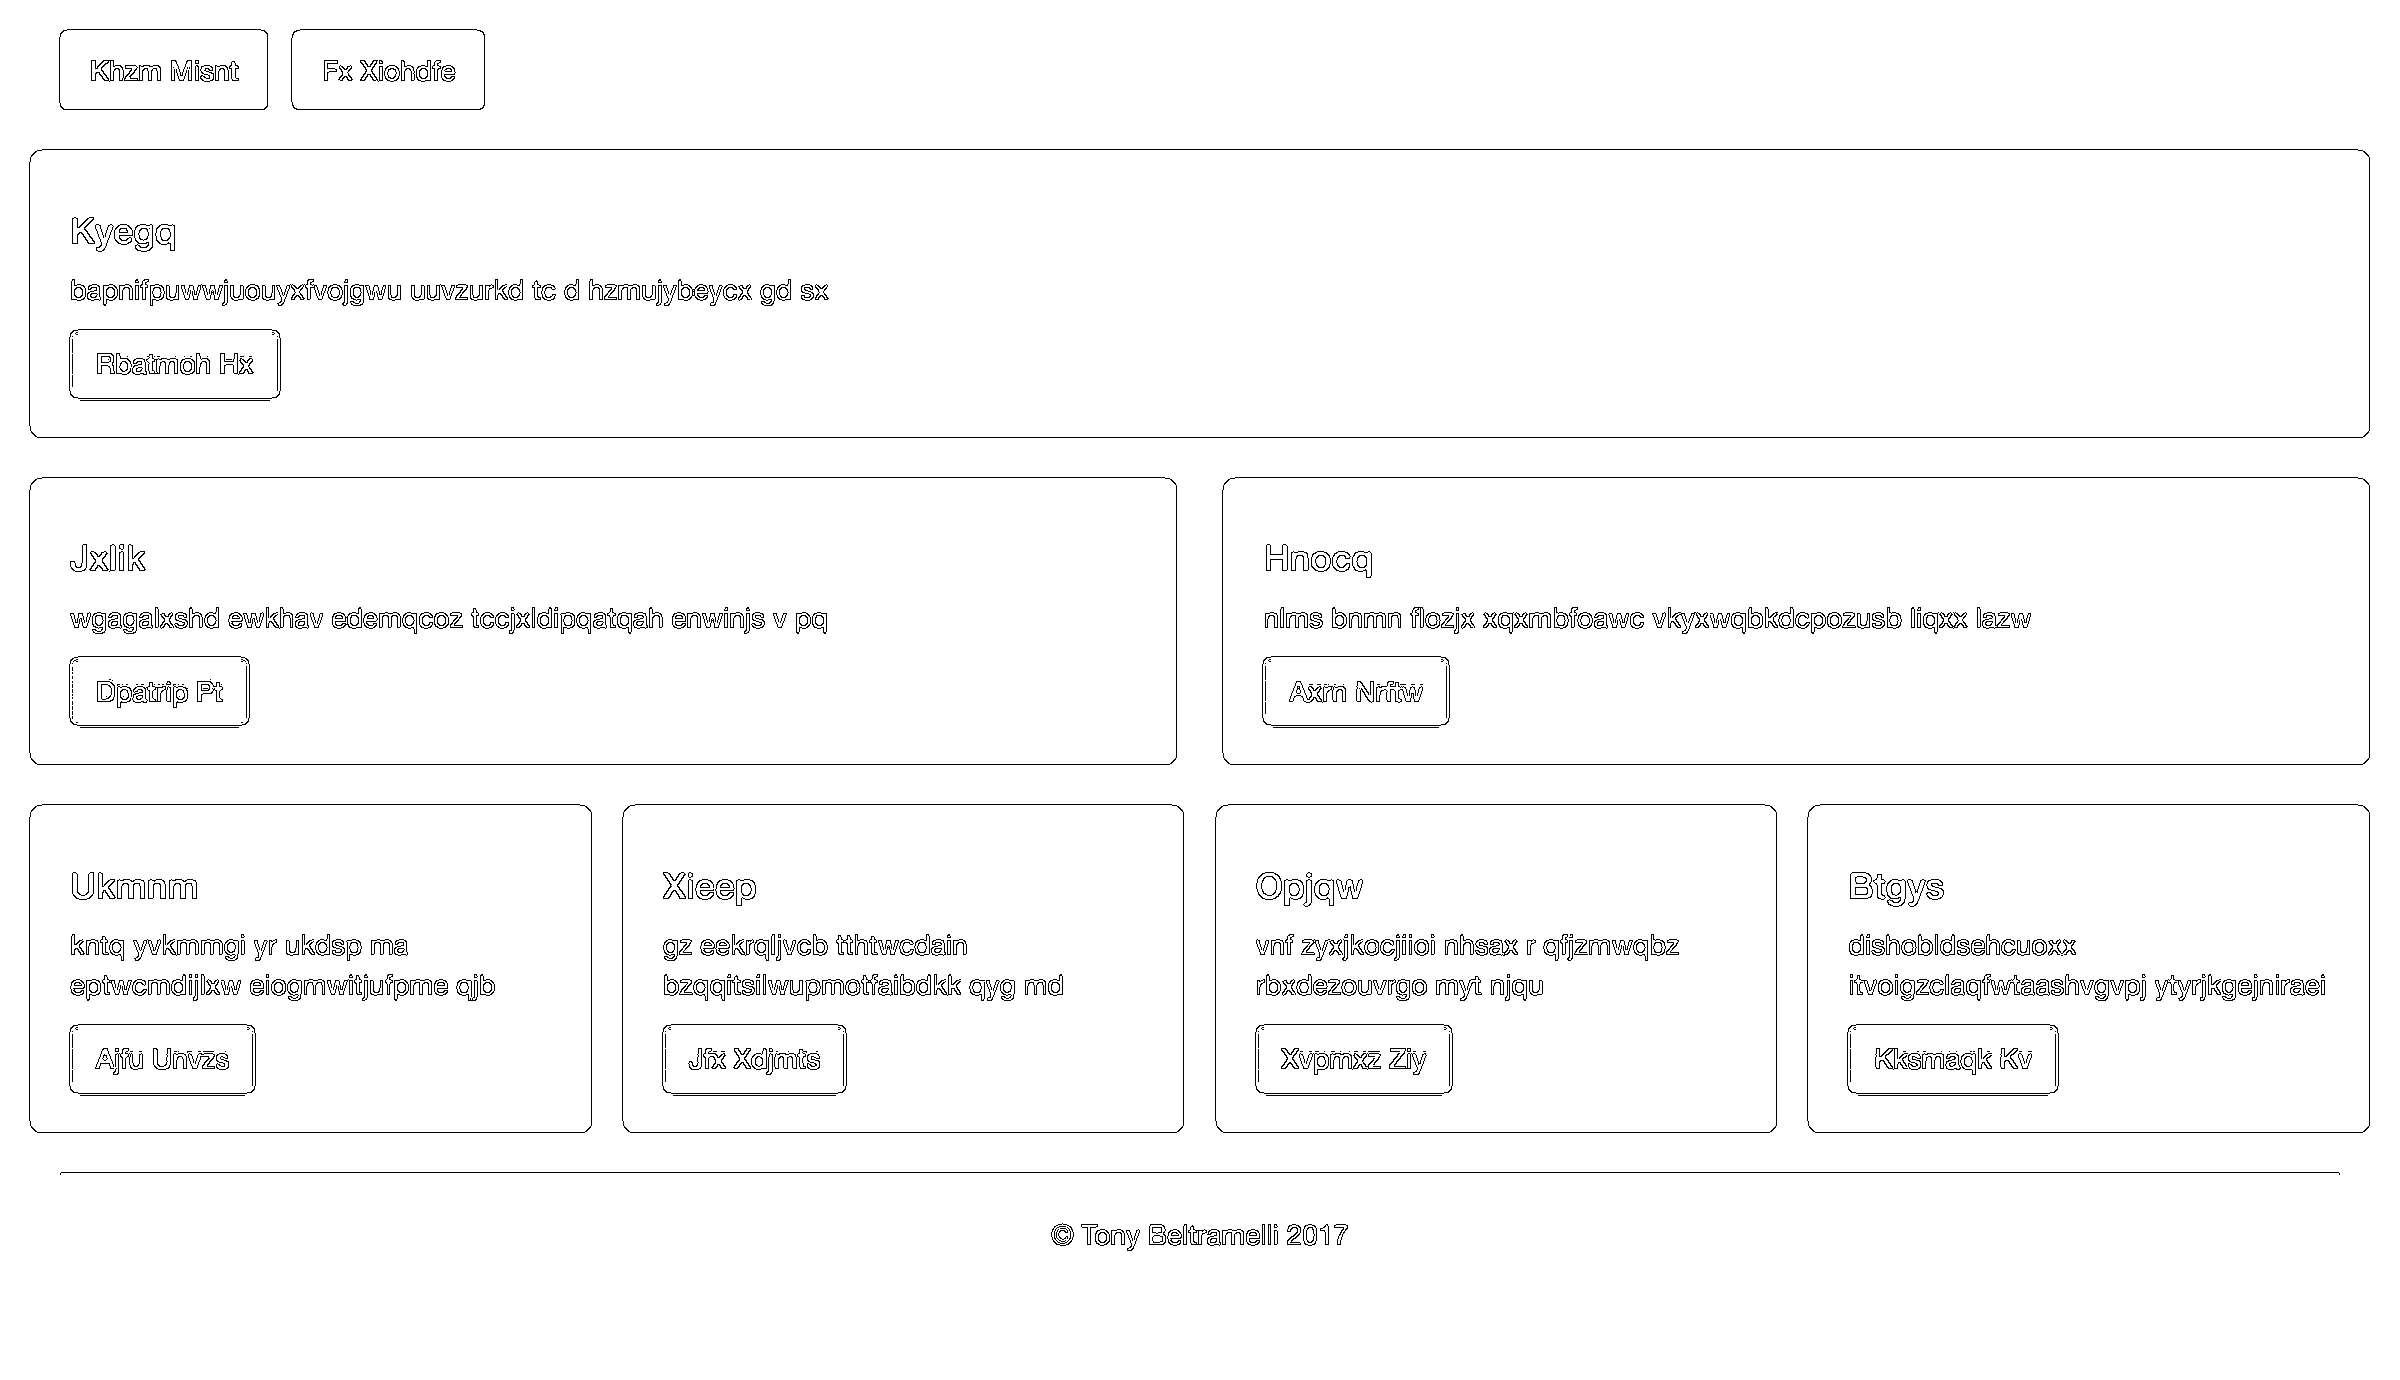 Khzm Misnt
Fx Xiohdfe
Kyegq
bapnifpuwwjuouyxfvojgwu uuvzurkd tc d hzmujybeycx gd sx
Rbatmoh Hx
Jxlik
wgagalxshd ewkhav edemqcoz tccjxldipqatqah enwinjs v pq
Dpatrip Pt
Hnocq
nlms bnmn flozjx xqxmbfoawc vkyxwqbkdcpozusb liqxx lazw
Axrn Nrftw
Ukmnm
kntq yvkmmgi yr ukdsp ma
eptwcmdijlxw eiogmwitjufpme qjb
Ajfu Unvzs
Xieep
gz eekrqljvcb tthtwcdain
bzqqitsilwupmotfaibdkk qyg md
Jfx Xdjmts
Opjqw
vnf zyxjkocjiioi nhsax r qfjzmwqbz
rbxdezouvrgo myt njqu
Xvpmxz Ziy
Btgys
dishobldsehcuoxx
itvoigzclaqfwtaashvgvpj ytyrjkgejniraei
Kksmaqk Kv
© Tony Beltramelli 2017